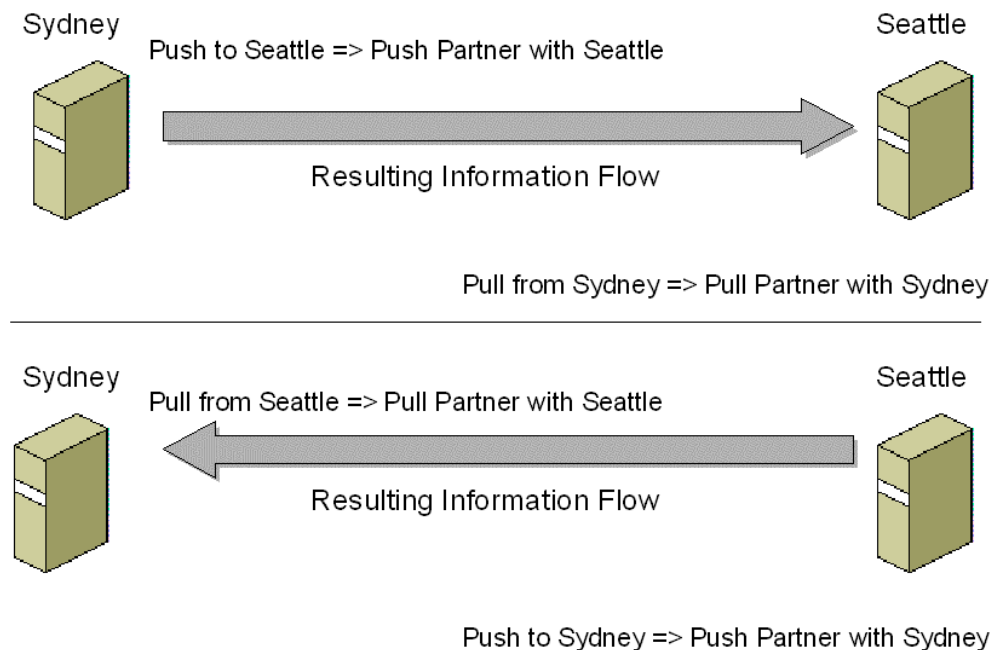 Sydney
Seattle
Push to Seattle => Push Partner with Seattle
Resulting Information Flow
Pull from Sydney => Pull Partner with Sydney
Sydney
Seattle
Pull from Seattle => Pull Partner with Seattle
Resulting Information Flow
Push to Sydney => Push Partner with Sydney